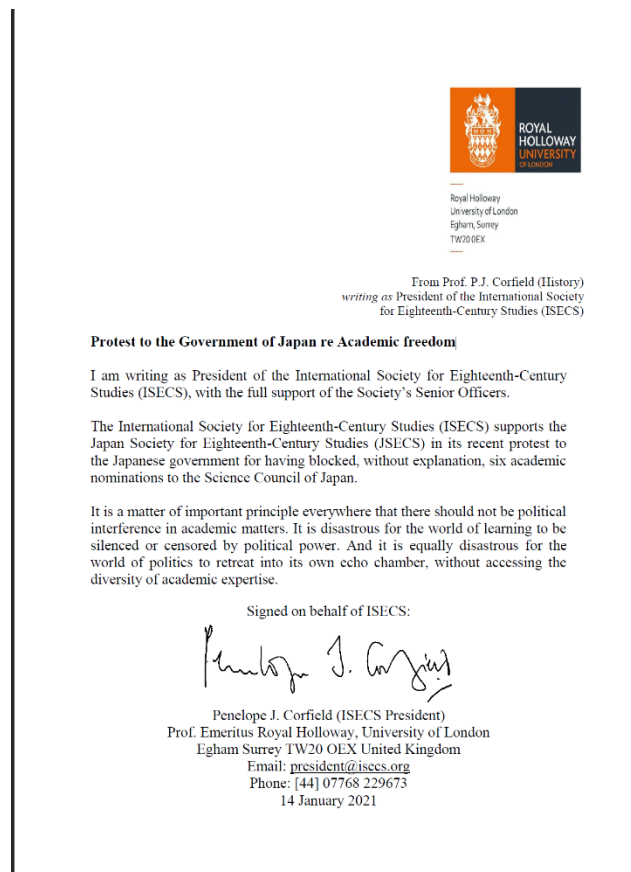 ROYAL
HOLLOWAY
UNIVERSITY
OF LONDON
Royal Holloway
University of London
Egham, Surrey
TW20 0EX
From Prof. P.J. Corfield (History)
writing as President of the International Society
for Eighteenth-Century Studies (ISECS)
Protest to the Government of Japan re Academic freedom
I am writing as President of the International Society for Eighteenth-Century
Studies (ISECS), with the full support of the Society's Senior Officers.
The International Society for Eighteenth-Century Studies (ISECS) supports the
Japan Society for Eighteenth-Century Studies (JSECS) in its recent protest to
the Japanese government for having blocked, without explanation, six academic
nominations to the Science Council of Japan.
It is a matter of important principle everywhere that there should not be political
interference in academic matters. It is disastrous for the world of learning to be
silenced or censored by political power. And it is equally disastrous for the
world of politics to retreat into its own echo chamber, without accessing the
diversity of academic expertise.
Signed on behalf of ISECS:
Penelope J. Corfield
Penelope J. Corfield (ISECS President)
Prof. Emeritus Royal Holloway, University of London
Egham Surrey TW20 OEX United Kingdom
Email: president@isecs.org
Phone: [44] 07768 229673
14 January 2021